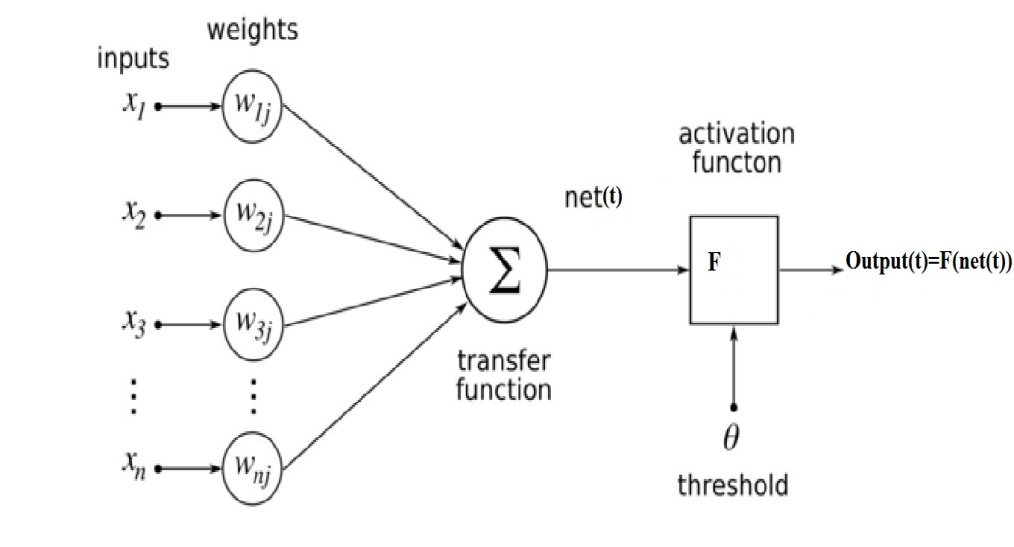 weights
inputs
x1 w1j
x2 w2j
x3 w3j
⋮ ⋮
xn wnj
Σ
transfer
function
net(t)
activation
functon
F
Output(t)=F(net(t))
θ
threshold